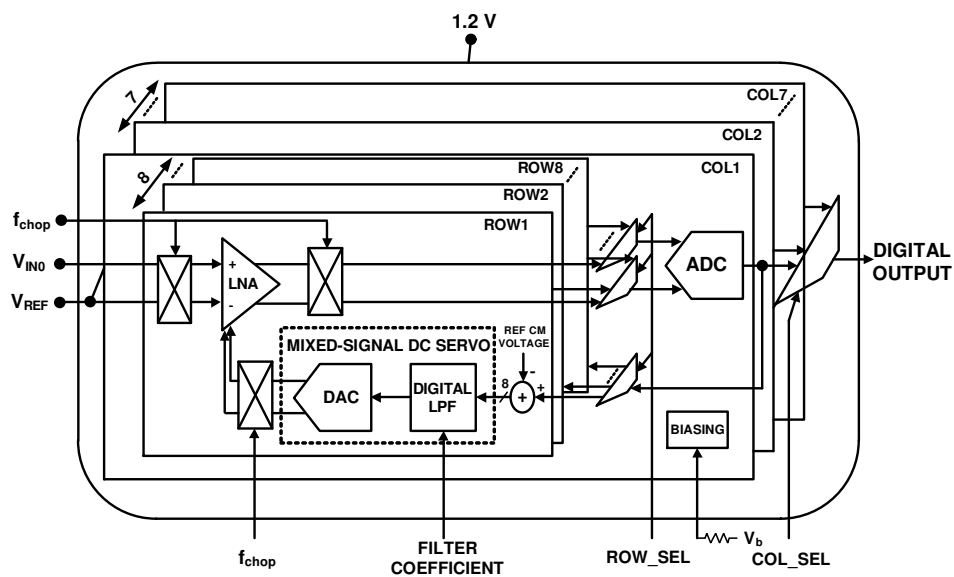 1.2 V
7
COL7
COL2
COL1
8
ROW8
ROW2
ROW1
fchop
VIN0
VREF
+
LNA
-
ADC
DIGITAL
OUTPUT
MIXED-SIGNAL DC SERVO
REF CM
VOLTAGE
-
+
+
8
DAC
DIGITAL
LPF
BIASING
fchop
FILTER
COEFFICIENT
ROW_SEL
Vb
COL_SEL